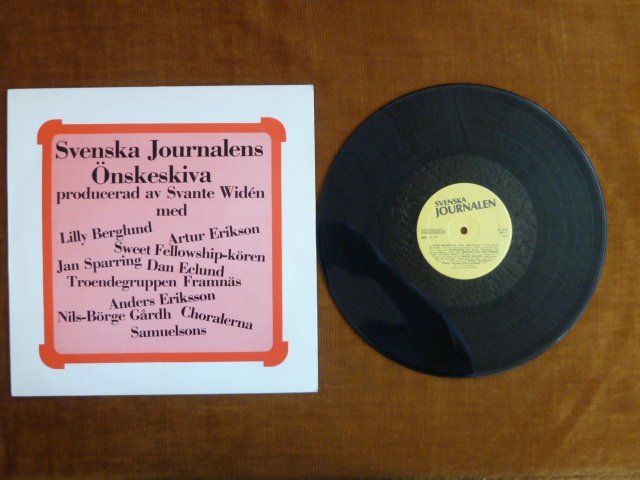 Svenska Journalens
Önskeskiva
producerad av Svante Widén
med
Lilly Berglund
Artur Erikson
Sweet Fellowship-kören
Jan Sparring Dan Eclund
Troendegruppen Framnäs
Anders Eriksson
Nils-Börge Gårdh Choralerna
Samuelsons
SVENSKA
JOURNALEN